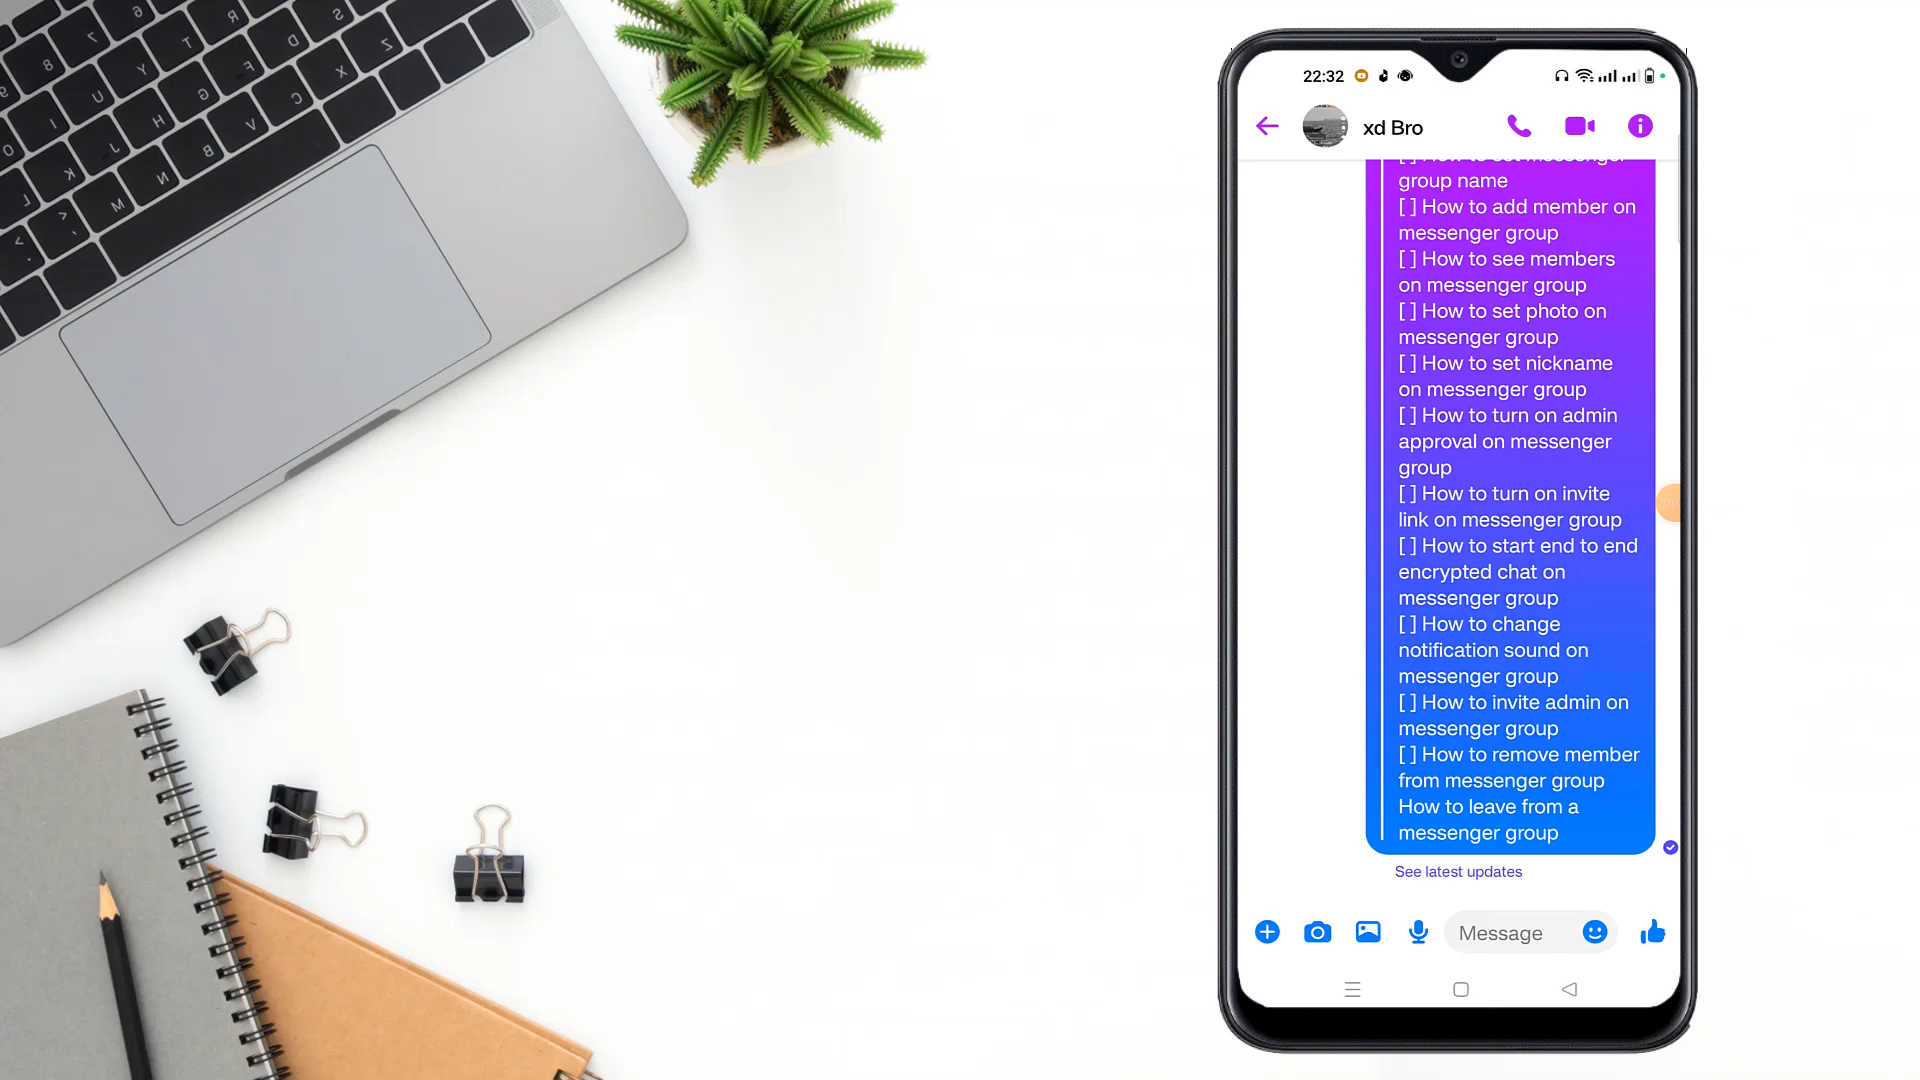 22:32
xd Bro
group name
[ ] How to add member on
messenger group
[ ] How to see members
on messenger group
[ ] How to set photo on
messenger group
[ ] How to set nickname
on messenger group
[ ] How to turn on admin
approval on messenger
group
[ ] How to turn on invite
link on messenger group
[ ] How to start end to end
encrypted chat on
messenger group
[ ] How to change
notification sound on
messenger group
[ ] How to invite admin on
messenger group
[ ] How to remove member
from messenger group
How to leave from a
messenger group
See latest updates
Message